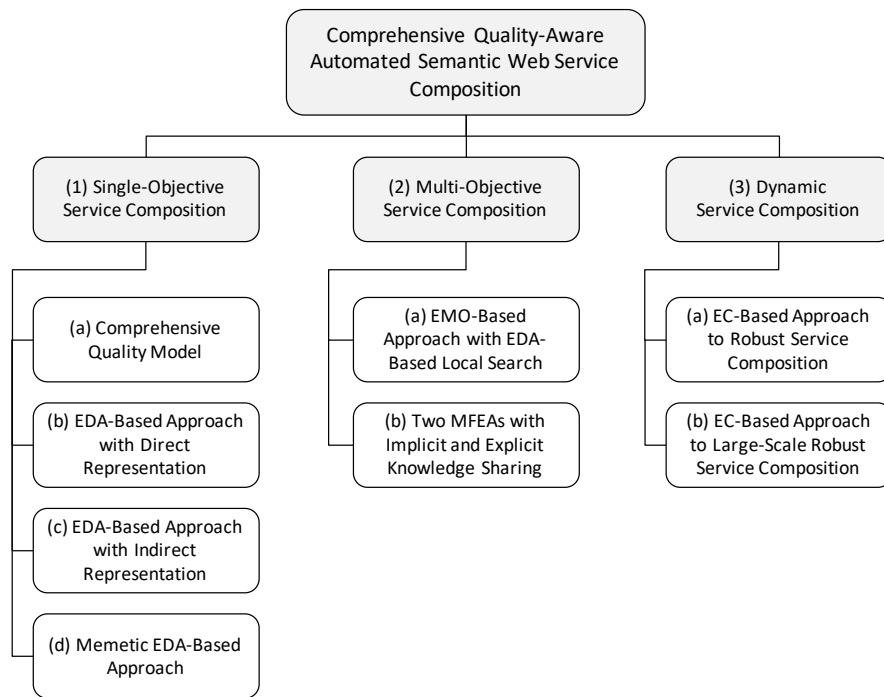 Comprehensive Quality-Aware
Automated Semantic Web Service
Composition
(1) Single-Objective
Service Composition
(2) Multi-Objective
Service Composition
(3) Dynamic
Service Composition
(a) Comprehensive
Quality Model
(b) EDA-Based Approach
with Direct
Representation
(c) EDA-Based Approach
with Indirect
Representation
(d) Memetic EDA-Based
Approach
(a) EMO-Based
Approach with EDA-
Based Local Search
(b) Two MFEAs with
Implicit and Explicit
Knowledge Sharing
(a) EC-Based Approach
to Robust Service
Composition
(b) EC-Based Approach
to Large-Scale Robust
Service Composition